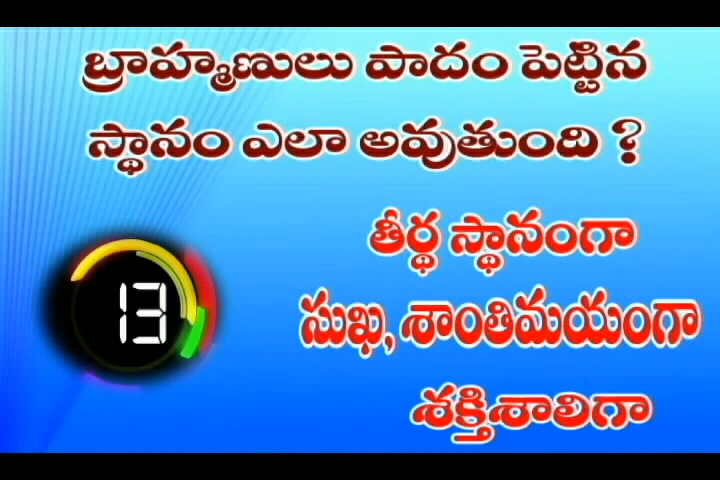 బ్రాహ్మణులు పాదం పెట్టిన
స్థానం ఎలా అవుతుంది ?
తీర్థ స్థానంగా
13
సుఖ, శాంతిమయంగా
శక్తిశాలిగా